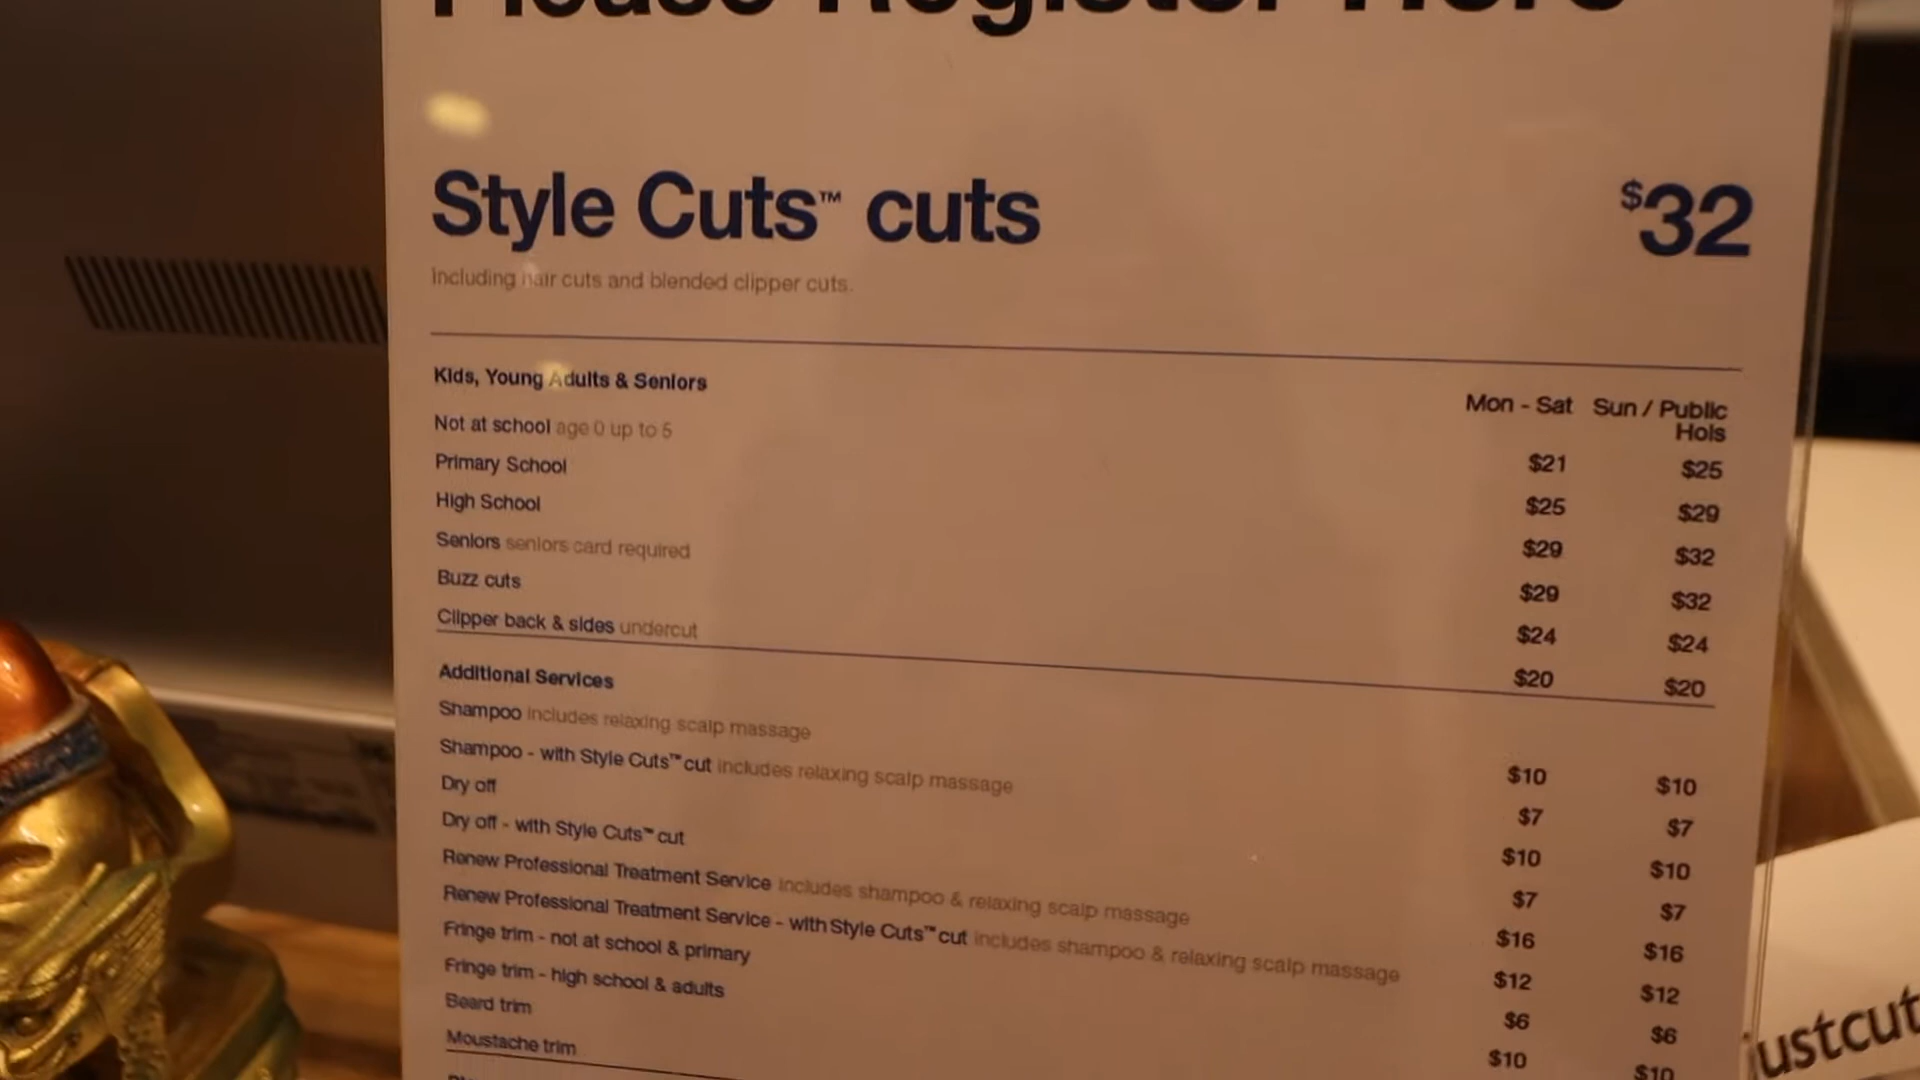 Please Register Here
Style Cuts™ cuts $32
Including hair cuts and blended clipper cuts.
Kids, Young Adults & Seniors Mon - Sat Sun / Public Hols
Not at school age 0 up to 5 $21 $25
Primary School $25 $29
High School $29 $32
Seniors seniors card required $29 $32
Buzz cuts $24 $24
Clipper back & sides undercut $20 $20
Additional Services
Shampoo includes relaxing scalp massage $10 $10
Shampoo - with Style Cuts™ cut includes relaxing scalp massage $7 $7
Dry off $10 $10
Dry off - with Style Cuts™ cut $7 $7
Renew Professional Treatment Service includes shampoo & relaxing scalp massage $16 $16
Renew Professional Treatment Service - with Style Cuts™ cut includes shampoo & relaxing scalp massage $12 $12
Fringe trim - not at school & primary $6 $6
Fringe trim - high school & adults $10 $10
Beard trim
Moustache trim
justcut